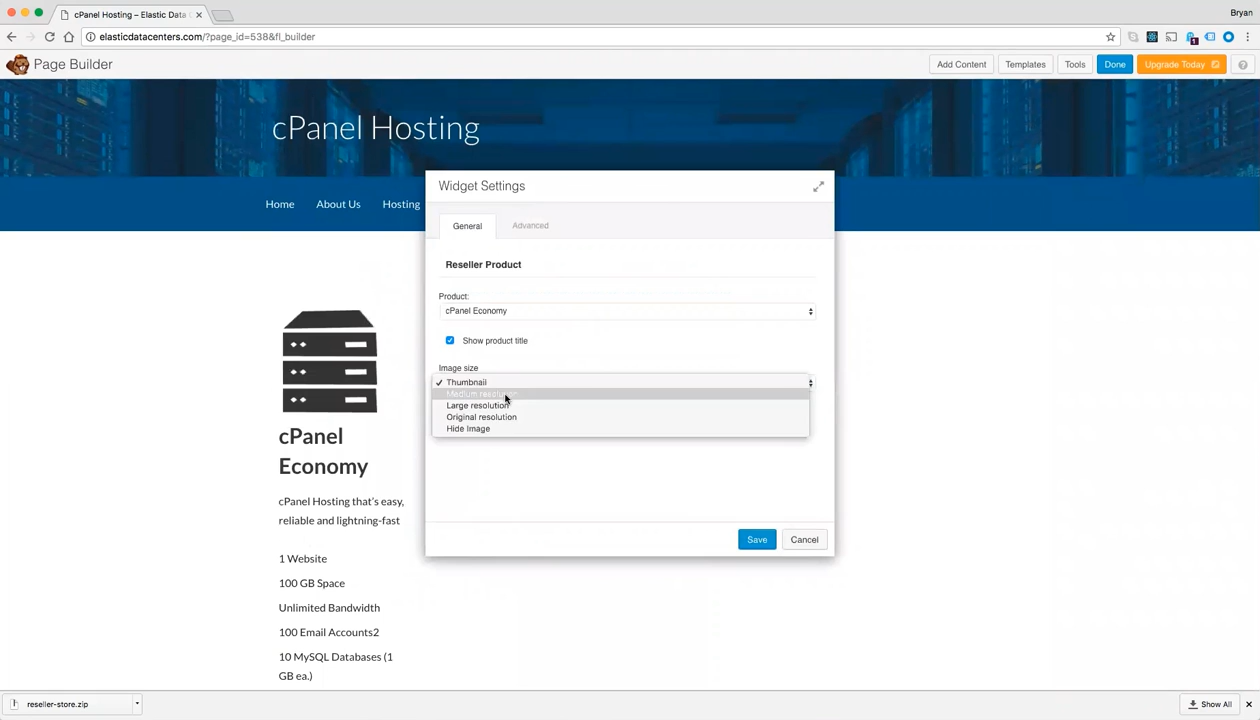 cPanel Hosting – Elastic Data
Bryan
elasticdatacenters.com/?page_id=538&fl_builder
1
Page Builder
Add Content
Templates
Tools
Done
Upgrade Today
?
cPanel Hosting
Home
About Us
Hosting
Widget Settings
General
Advanced
Reseller Product
Product:
cPanel Economy
Show product title
Image size
Thumbnail
Medium resolution
Large resolution
Original resolution
Hide Image
Save
Cancel
cPanel
Economy
cPanel Hosting that's easy,
reliable and lightning-fast
1 Website
100 GB Space
Unlimited Bandwidth
100 Email Accounts2
10 MySQL Databases (1
GB ea.)
reseller-store.zip
Show All